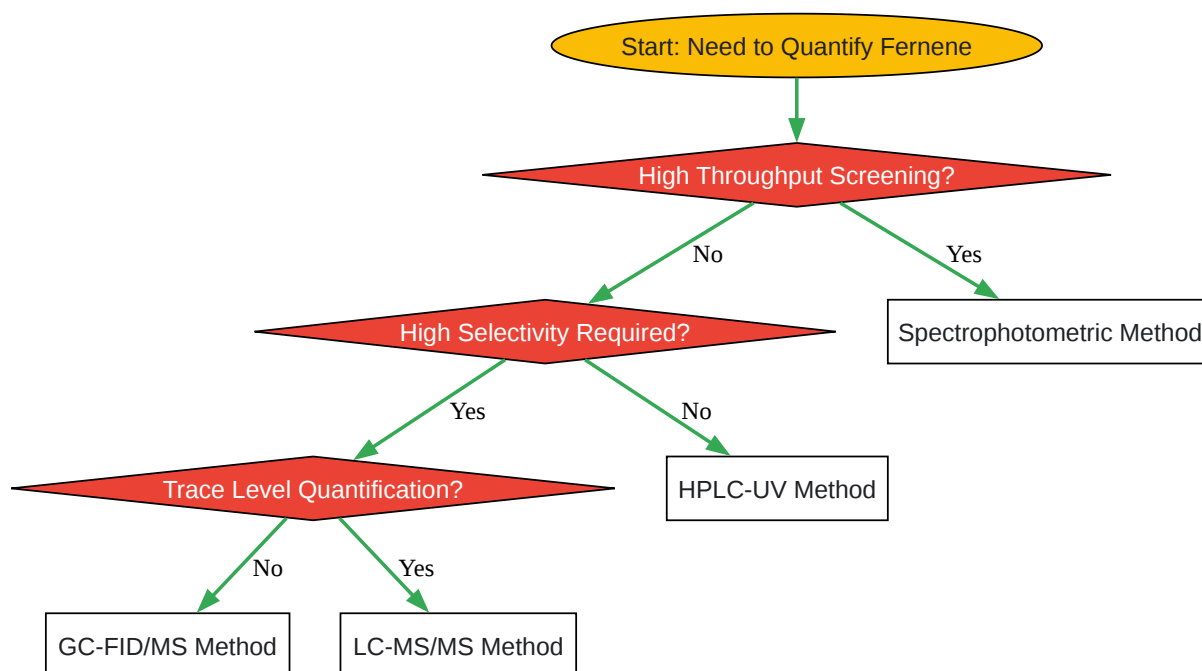 Start: Need to Quantify Fernene
High Throughput Screening?
No
Yes
High Selectivity Required?
Spectrophotometric Method
Yes
No
Trace Level Quantification?
HPLC-UV Method
No
Yes
GC-FID/MS Method
LC-MS/MS Method